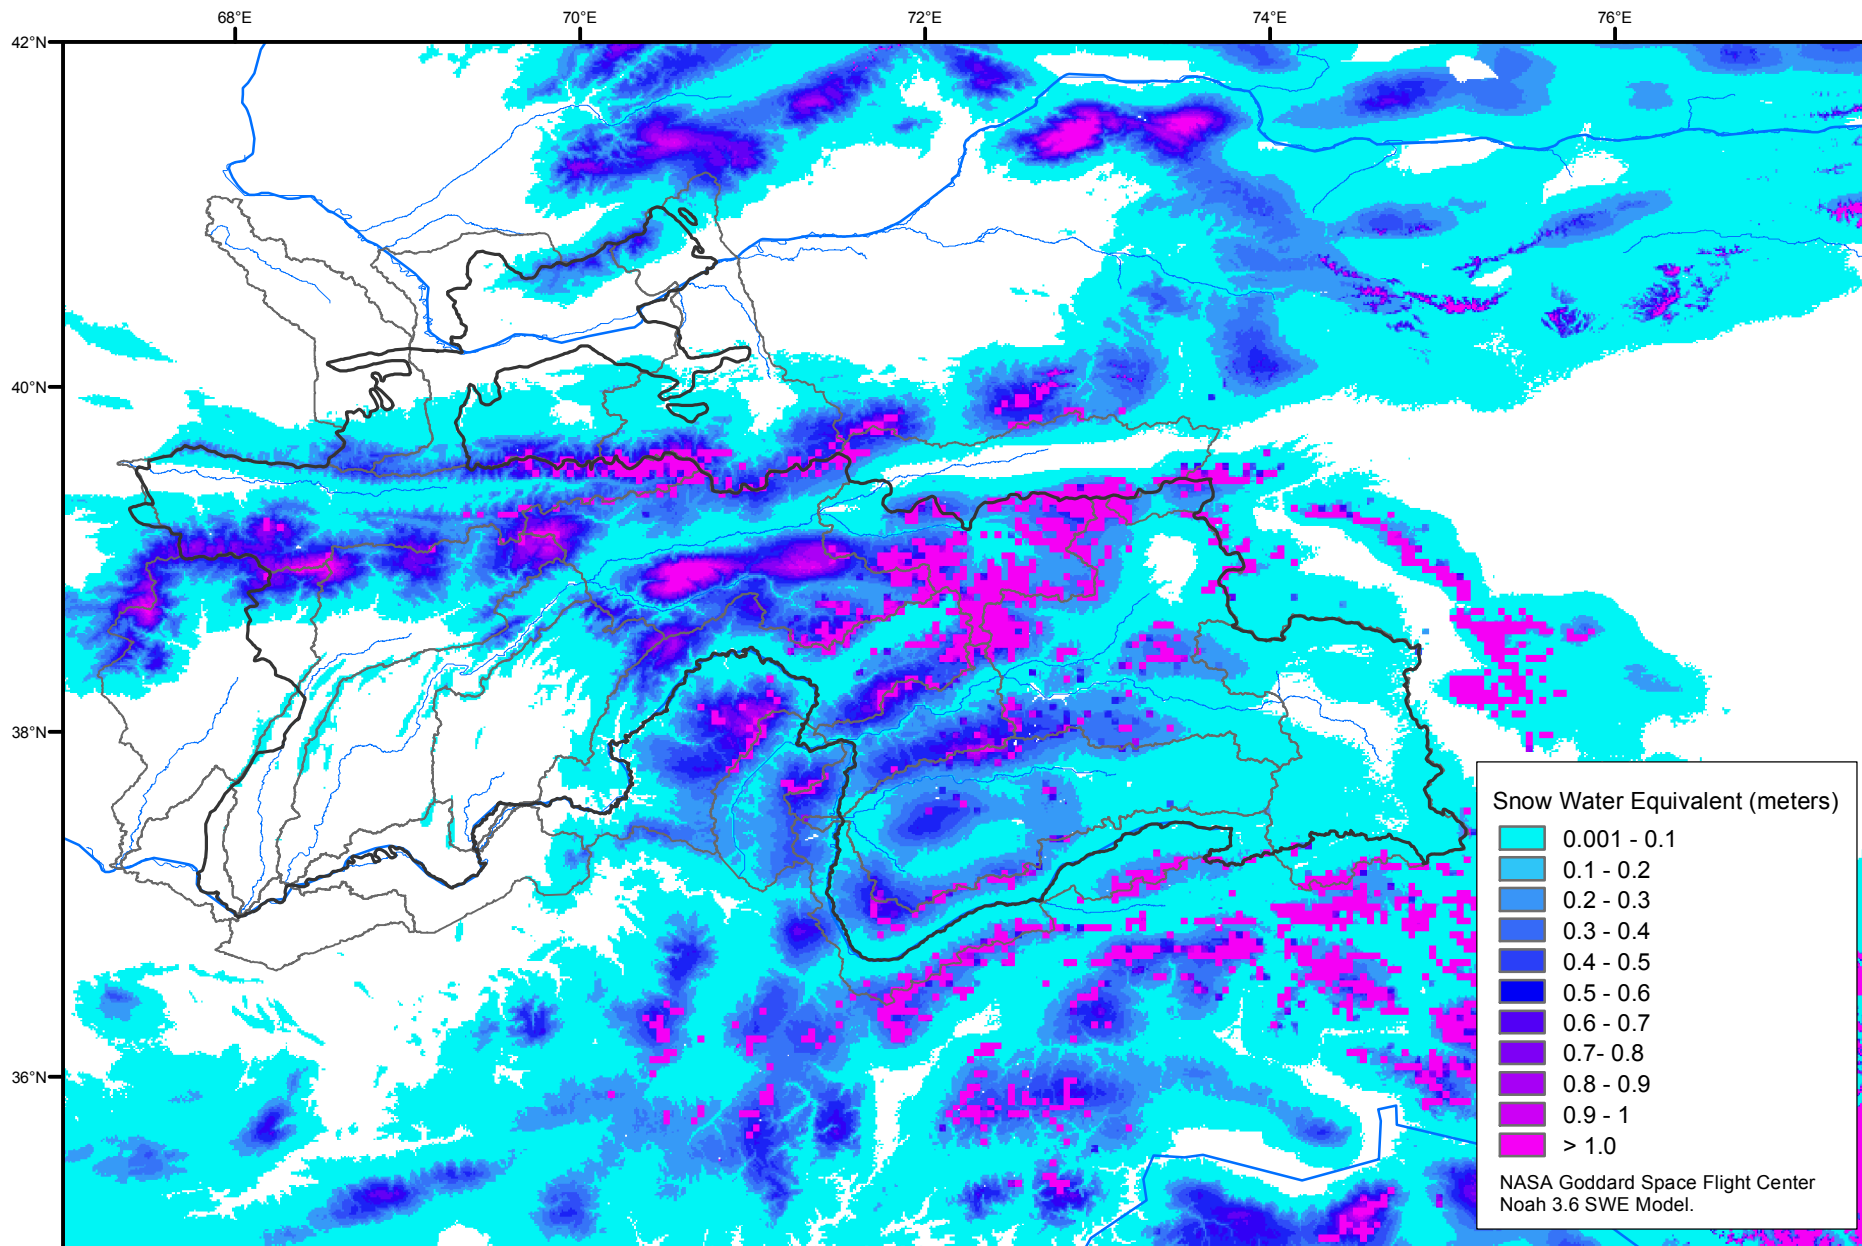 68°E
70°E
72°E
74°E
76°E
42°N
40°N
38°N
36°N
Snow Water Equivalent (meters)
0.001 - 0.1
0.1 - 0.2
0.2 - 0.3
0.3 - 0.4
0.4 - 0.5
0.5 - 0.6
0.6 - 0.7
0.7- 0.8
0.8 - 0.9
0.9 - 1
> 1.0
NASA Goddard Space Flight Center
Noah 3.6 SWE Model.